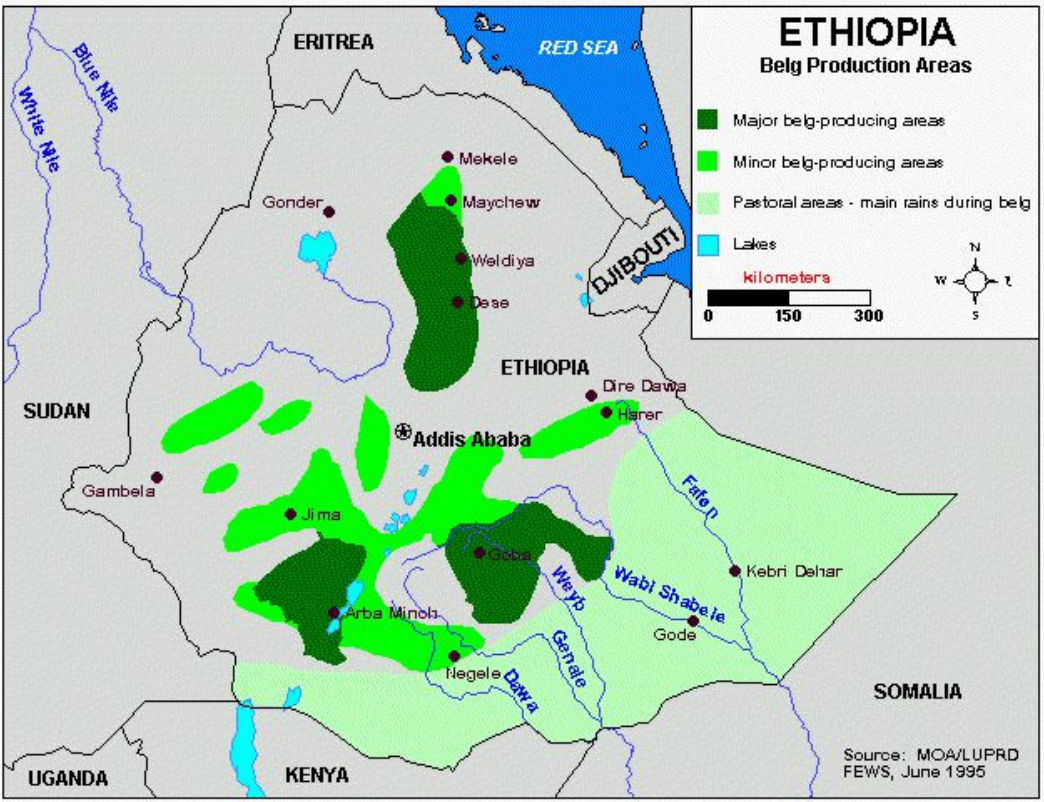 ETHIOPIA
Belg Production Areas
Major belg-producing areas
Minor belg-producing areas
Pastoral areas - main rains during belg
Lakes
kilometers
0 150 300
N
W
S
ERITREA
RED SEA
Blue Nile
White Nile
Mekele
Gonder
Maychew
DJIBOUTI
Weldiya
Dese
ETHIOPIA
Dire Dawa
SUDAN
Harer
Addis Ababa
Gambela
Fafen
Jima
Goba
Weyb
Wabi Shabele
Kebri Dehar
Arba Minch
Gode
Genale
Negele
Dawa
SOMALIA
Source: MOA/LUPRD
FEWS, June 1995
UGANDA
KENYA